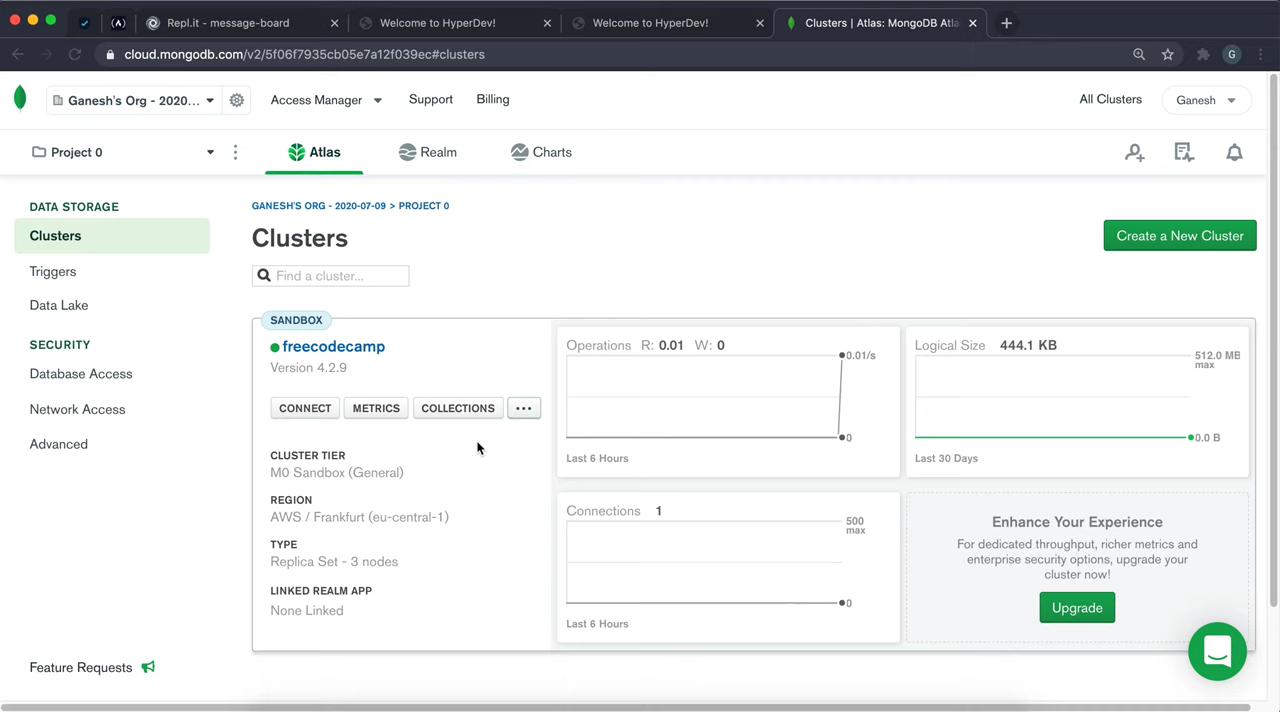 Repl.it - message-board
Welcome to HyperDev!
Welcome to HyperDev!
Clusters | Atlas: MongoDB Atla
cloud.mongodb.com/v2/5f06f7935cb05e7a12f039ec#clusters
G
Ganesh's Org - 2020...
Access Manager
Support
Billing
All Clusters
Ganesh
Project 0
Atlas
Realm
Charts
DATA STORAGE
Clusters
Triggers
Data Lake
SECURITY
Database Access
Network Access
Advanced
Feature Requests
GANESH'S ORG - 2020-07-09 > PROJECT 0
Clusters
Create a New Cluster
Find a cluster...
SANDBOX
freecodecamp
Version 4.2.9
CONNECT
METRICS
COLLECTIONS
...
CLUSTER TIER
M0 Sandbox (General)
REGION
AWS / Frankfurt (eu-central-1)
TYPE
Replica Set - 3 nodes
LINKED REALM APP
None Linked
Operations R: 0.01 W: 0
0.01/s
0
Last 6 Hours
Logical Size 444.1 KB
512.0 MB
max
0.0 B
Last 30 Days
Connections 1
500
max
0
Last 6 Hours
Enhance Your Experience
For dedicated throughput, richer metrics and
enterprise security options, upgrade your
cluster now!
Upgrade